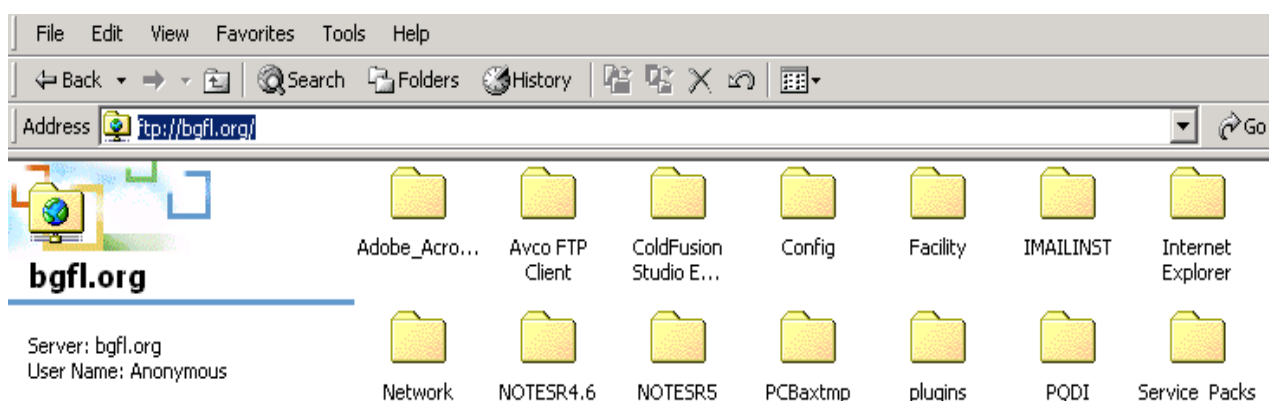 File Edit View Favorites Tools Help
Back Search Folders History
Address ftp://bgfl.org/ Go
Adobe_Acro... Avco FTP Client ColdFusion Studio E... Config Facility IMAILINST Internet Explorer
bgfl.org
Server: bgfl.org
User Name: Anonymous
Network NOTESR4.6 NOTESR5 PCBaxtmp plugins PQDI Service Packs